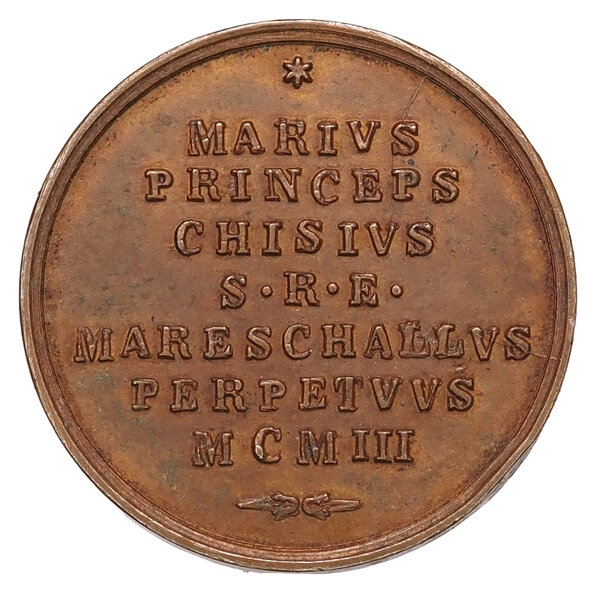 MARIVS
PRINCEPS
CHISIVS
S·R·E·
MARESCHALLVS
PERPETVVS
MCMIII